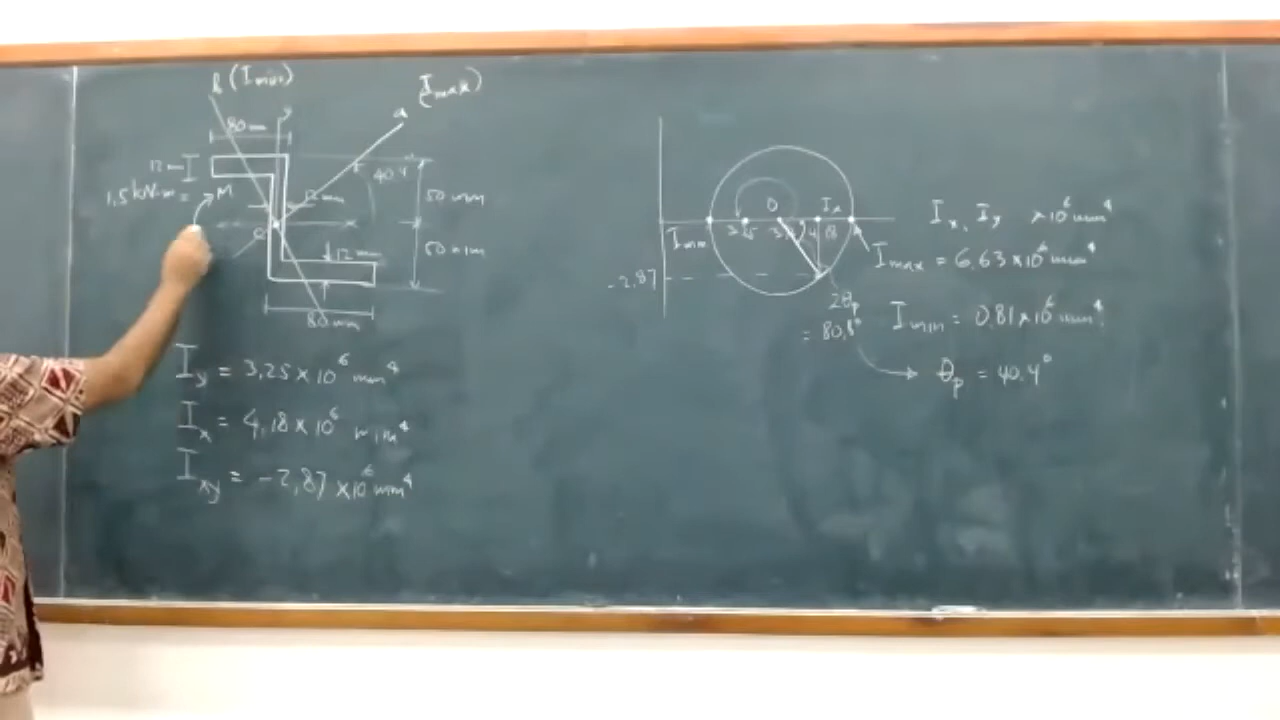 b (Imin)
Imax)
y
a
80 mm
12
40.4
1.5 kN-m = M
12 mm
50 mm
x
50 mm
12 mm
80 mm
Iy = 3,25 × 10⁶ mm⁴
Ix = 4,18 × 10⁶ mm⁴
Ixy = -2,87 × 10⁶ mm⁴
Ix
Imin
-2.87
2θp
= 80,8°
Ix, Iy ×10⁶ mm⁴
Imax = 6,63 × 10⁶ mm⁴
Imin = 0,81 × 10⁶ mm⁴
θp = 40.4°